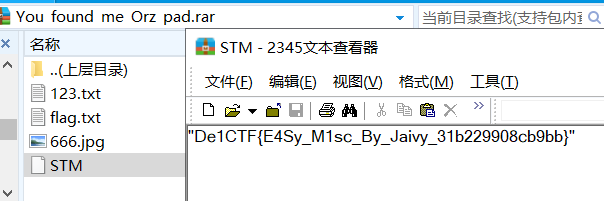 You found me Orz pad.rar
当前目录查找(支持包内查
名称
..(上层目录)
123.txt
flag.txt
666.jpg
STM
STM - 2345文本查看器
文件(F) 编辑(E) 视图(V) 格式(M) 工具(T)
"De1CTF{E4Sy_M1sc_By_Jaivy_31b229908cb9bb}"